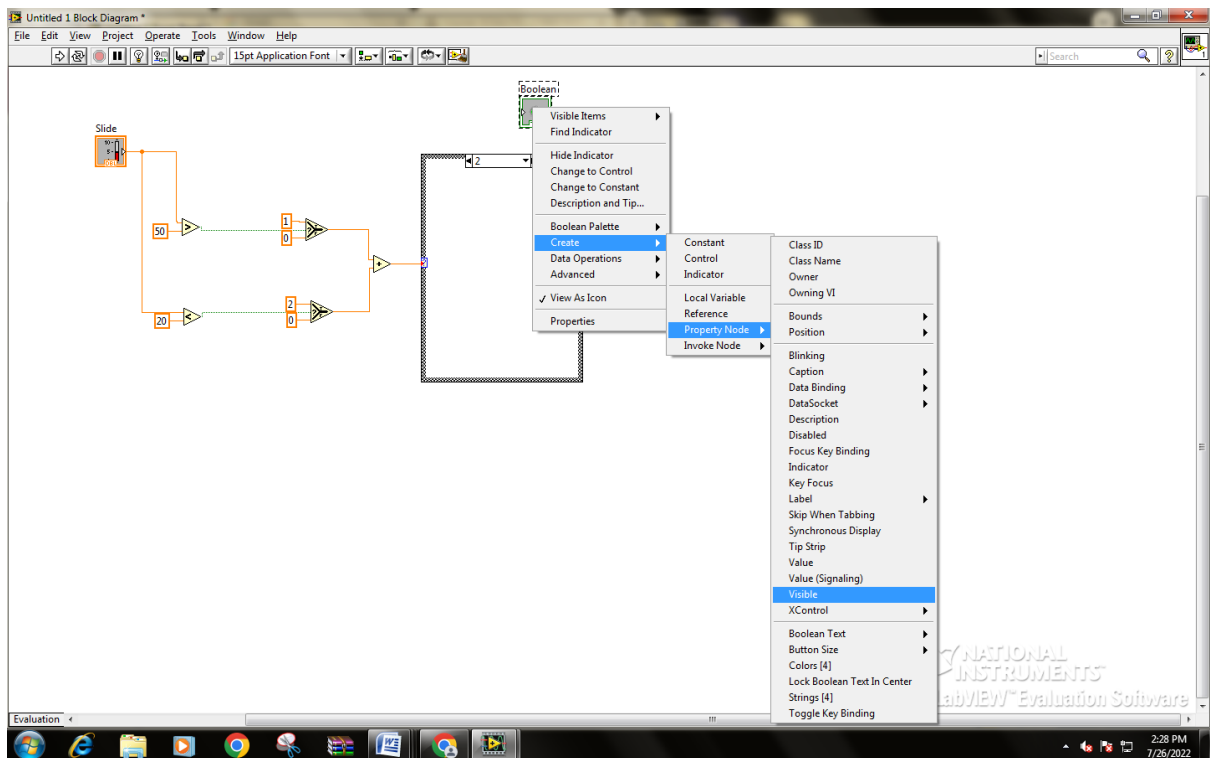 Untitled 1 Block Diagram *
File Edit View Project Operate Tools Window Help
15pt Application Font
Search
Boolean
Slide
2
50
1
0
20
2
0
Visible Items
Find Indicator
Hide Indicator
Change to Control
Change to Constant
Description and Tip...
Boolean Palette
Create
Data Operations
Advanced
View As Icon
Properties
Constant
Control
Indicator
Local Variable
Reference
Property Node
Invoke Node
Class ID
Class Name
Owner
Owning VI
Bounds
Position
Blinking
Caption
Data Binding
DataSocket
Description
Disabled
Focus Key Binding
Indicator
Key Focus
Label
Skip When Tabbing
Synchronous Display
Tip Strip
Value
Value (Signaling)
Visible
XControl
Boolean Text
Button Size
Colors [4]
Lock Boolean Text In Center
Strings [4]
Toggle Key Binding
NATIONAL
INSTRUMENTS
LabVIEW™ Evaluation Software
Evaluation
2:28 PM
7/26/2022